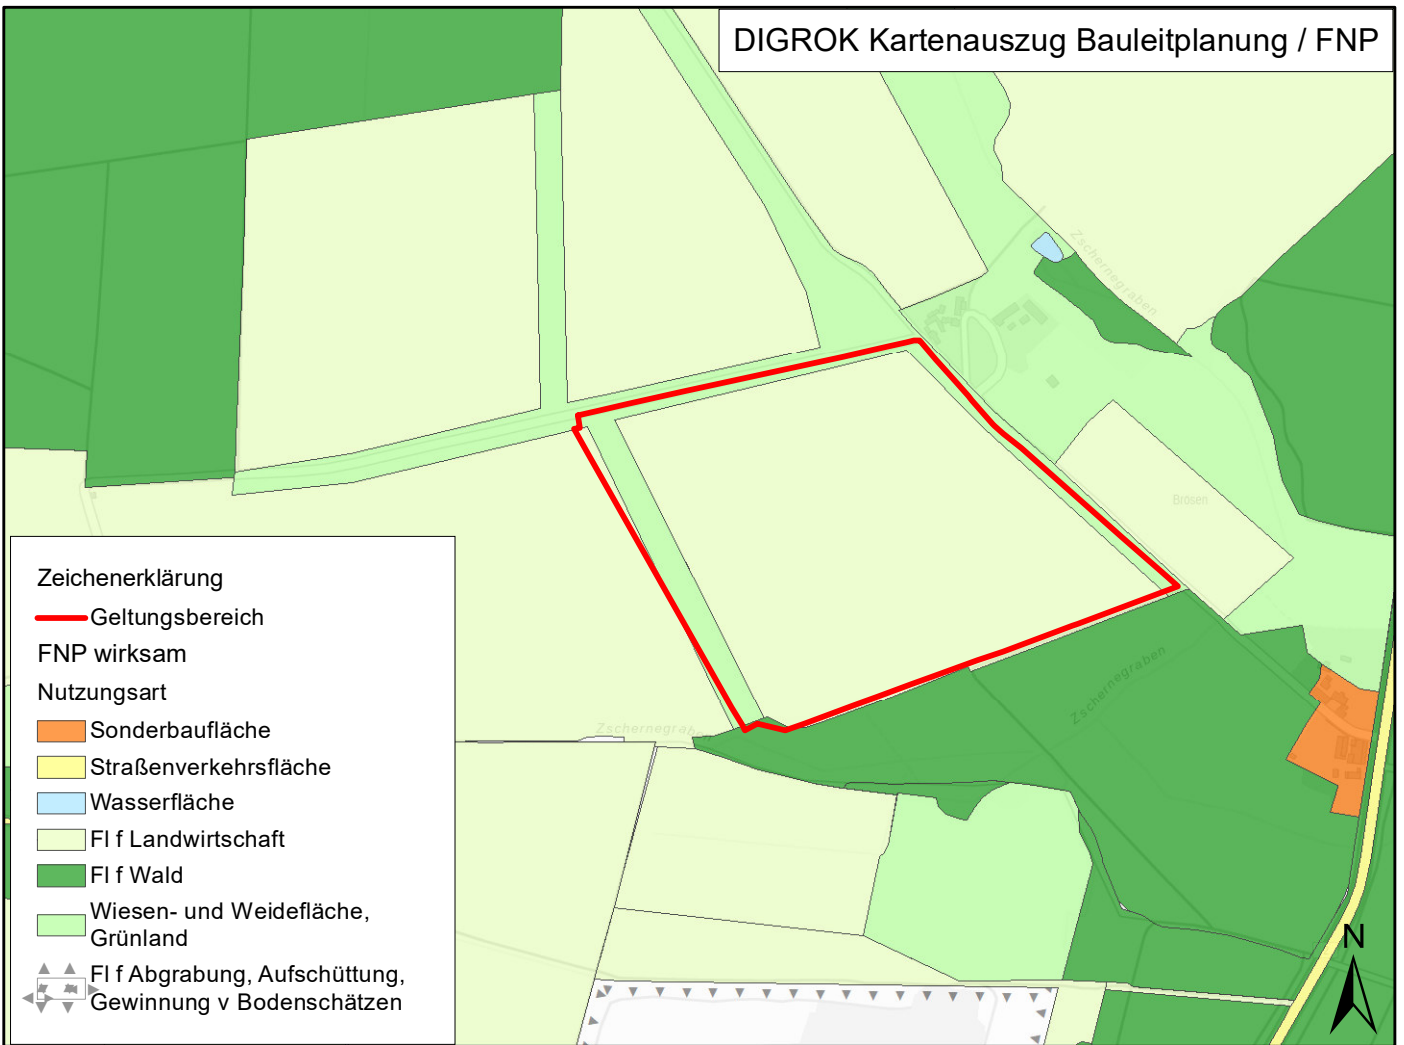 DIGROK Kartenauszug Bauleitplanung / FNP
Zschernegraben
Brösen
Zschernegraben
Zschernegraben
Zeichenerklärung
Geltungsbereich
FNP wirksam
Nutzungsart
Sonderbaufläche
Straßenverkehrsfläche
Wasserfläche
Fl f Landwirtschaft
Fl f Wald
Wiesen- und Weidefläche,
Grünland
Fl f Abgrabung, Aufschüttung,
Gewinnung v Bodenschätzen
N